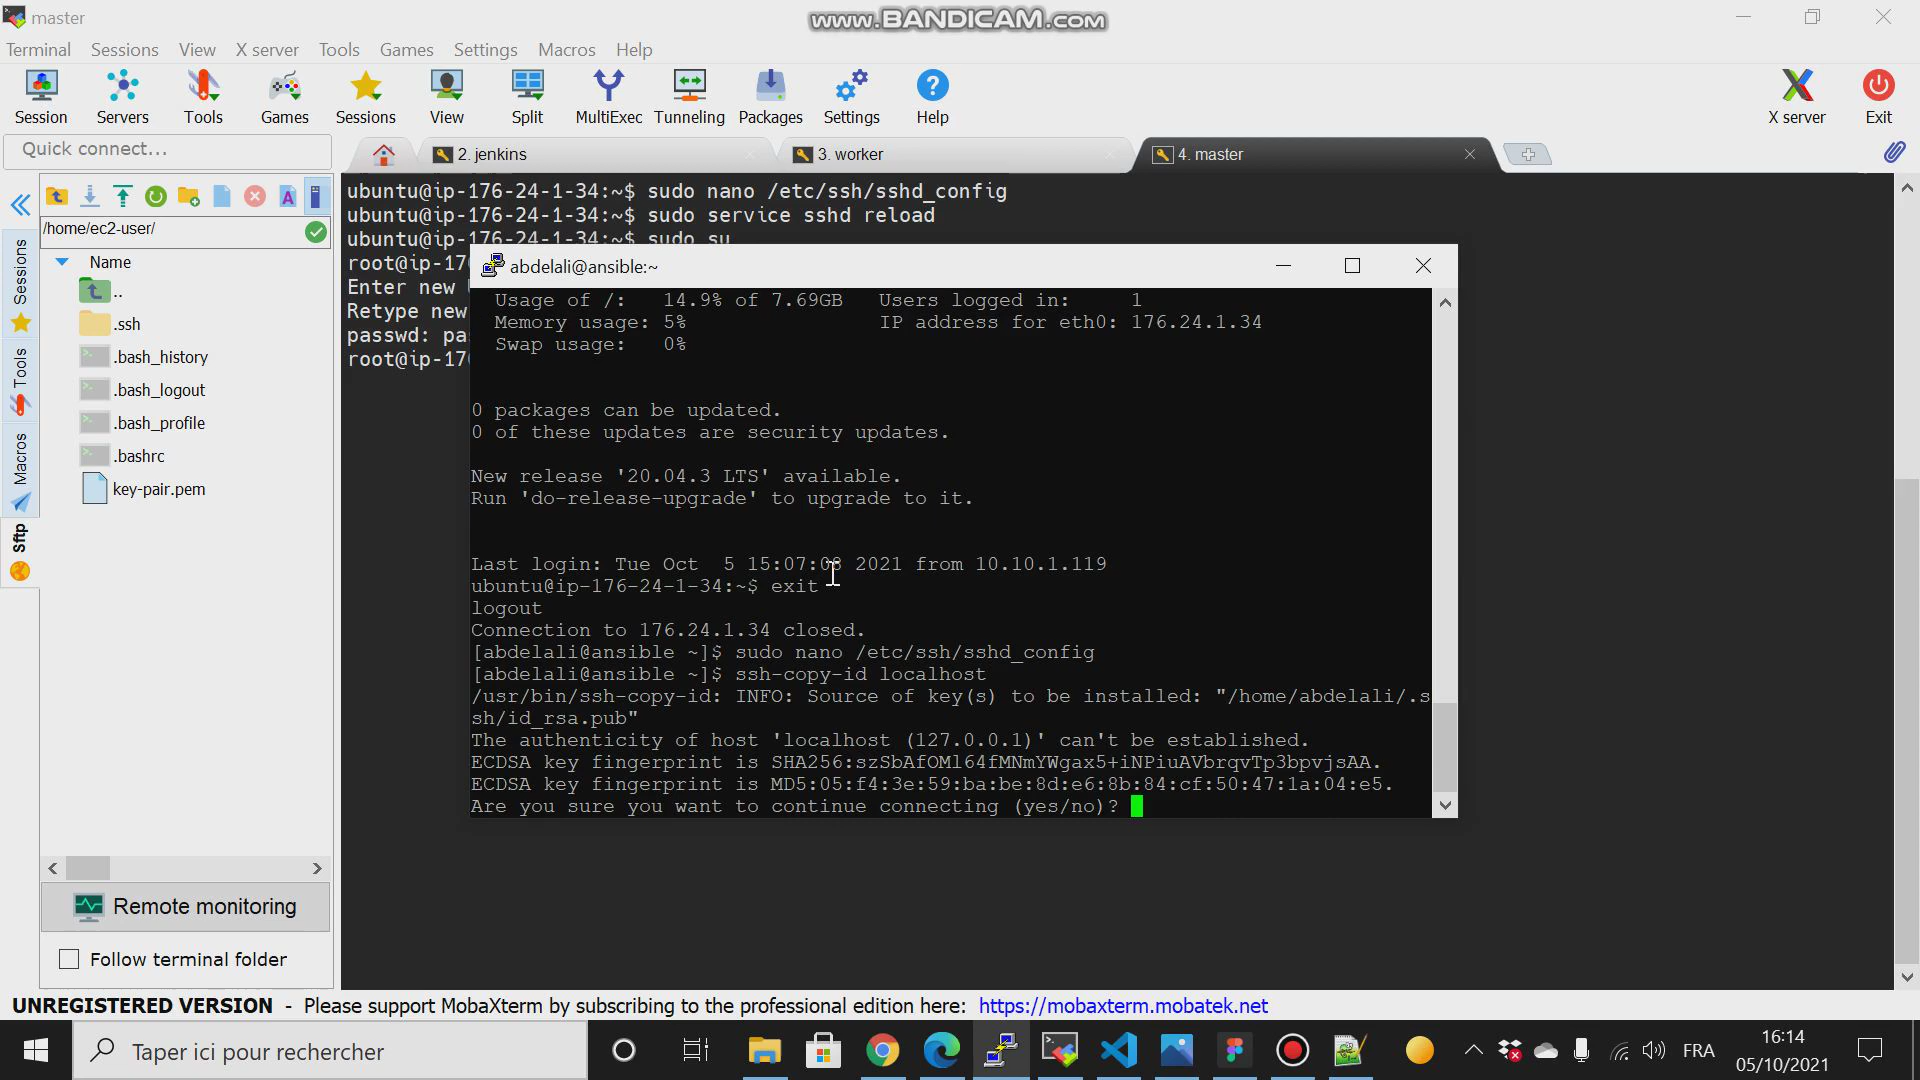 master
www.BANDICAM.com
Terminal Sessions View X server Tools Games Settings Macros Help
Session Servers Tools Games Sessions View Split MultiExec Tunneling Packages Settings Help X server Exit
Quick connect...
2. jenkins
3. worker
4. master
/home/ec2-user/
Name
..
.ssh
.bash_history
.bash_logout
.bash_profile
.bashrc
key-pair.pem
Sessions
Tools
Macros
Sftp
Remote monitoring
Follow terminal folder
ubuntu@ip-176-24-1-34:~$ sudo nano /etc/ssh/sshd_config
ubuntu@ip-176-24-1-34:~$ sudo service sshd reload
ubuntu@ip-176-24-1-34:~$ sudo su
root@ip-17
Enter new
Retype new
passwd: pa
root@ip-17
abdelali@ansible:~
Usage of /: 14.9% of 7.69GB Users logged in: 1
Memory usage: 5% IP address for eth0: 176.24.1.34
Swap usage: 0%
0 packages can be updated.
0 of these updates are security updates.
New release '20.04.3 LTS' available.
Run 'do-release-upgrade' to upgrade to it.
Last login: Tue Oct 5 15:07:08 2021 from 10.10.1.119
ubuntu@ip-176-24-1-34:~$ exit
logout
Connection to 176.24.1.34 closed.
[abdelali@ansible ~]$ sudo nano /etc/ssh/sshd_config
[abdelali@ansible ~]$ ssh-copy-id localhost
/usr/bin/ssh-copy-id: INFO: Source of key(s) to be installed: "/home/abdelali/.s
sh/id_rsa.pub"
The authenticity of host 'localhost (127.0.0.1)' can't be established.
ECDSA key fingerprint is SHA256:szSbAfOMl64fMNmYWgax5+iNPiuAVbrqvTp3bpvjsAA.
ECDSA key fingerprint is MD5:05:f4:3e:59:ba:be:8d:e6:8b:84:cf:50:47:1a:04:e5.
Are you sure you want to continue connecting (yes/no)?
UNREGISTERED VERSION - Please support MobaXterm by subscribing to the professional edition here: https://mobaxterm.mobatek.net
Taper ici pour rechercher
FRA
16:14
05/10/2021